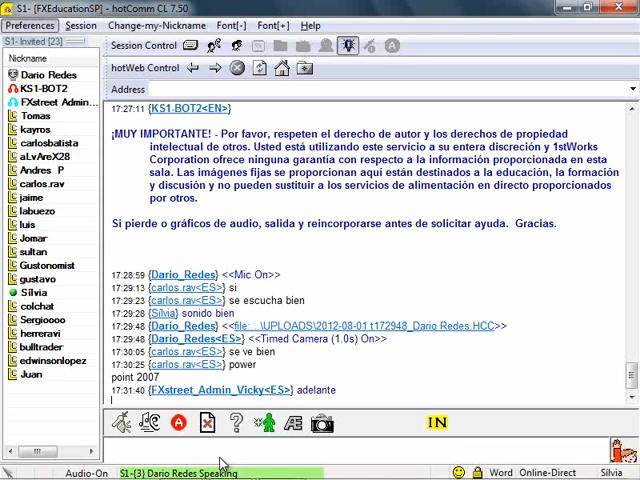 S1- [FXEducationSP] - hotComm CL 7.50
Preferences Session Change-my-Nickname Font[-] Font[+] Help
S1- Invited [23]
Nickname
Dario Redes
KS1-BOT2
FXstreet Admin_...
Tomas
kayros
carlosbatista
aLvAreX28
Andres P
carlos.rav
jaime
labuezo
luis
Jomar
sultan
Gustonomist
gustavo
Sílvia
colchat
Sergioooo
herreravi
bulltrader
edwinsonlopez
Juan
Session Control
hotWeb Control
Address
17:27:11 {KS1-BOT2<EN>}
¡MUY IMPORTANTE! - Por favor, respeten el derecho de autor y los derechos de propiedad
intelectual de otros. Usted está utilizando este servicio a su entera discreción y 1stWorks
Corporation ofrece ninguna garantía con respecto a la información proporcionada en esta
sala. Las imágenes fijas se proporcionan aquí están destinados a la educación, la formación
y discusión y no pueden sustituir a los servicios de alimentación en directo proporcionados
por otros.
Si pierde o gráficos de audio, salida y reincorporarse antes de solicitar ayuda. Gracias.
17:28:59 {Dario_Redes} <<Mic On>>
17:29:13 {carlos.rav<ES>} si
17:29:23 {carlos.rav<ES>} se escucha bien
17:29:28 {Sílvia} sonido bien
17:29:48 {Dario_Redes} <<file:...\UPLOADS\2012-08-01 t172948_Dario Redes.HCC>>
17:29:48 {Dario_Redes<ES>} <<Timed Camera (1.0s) On>>
17:30:05 {carlos.rav<ES>} se ve bien
17:30:25 {carlos.rav<ES>} power
point 2007
17:31:40 {FXstreet_Admin_Vicky<ES>} adelante
A ? Æ IN
Audio-On S1-{3} Dario Redes Speaking Word Online-Direct Sílvia